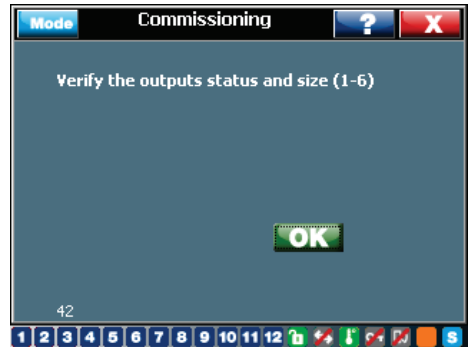 Mode Commissioning ? X
Verify the outputs status and size (1-6)
OK
42
1 2 3 4 5 6 7 8 9 10 11 12 S